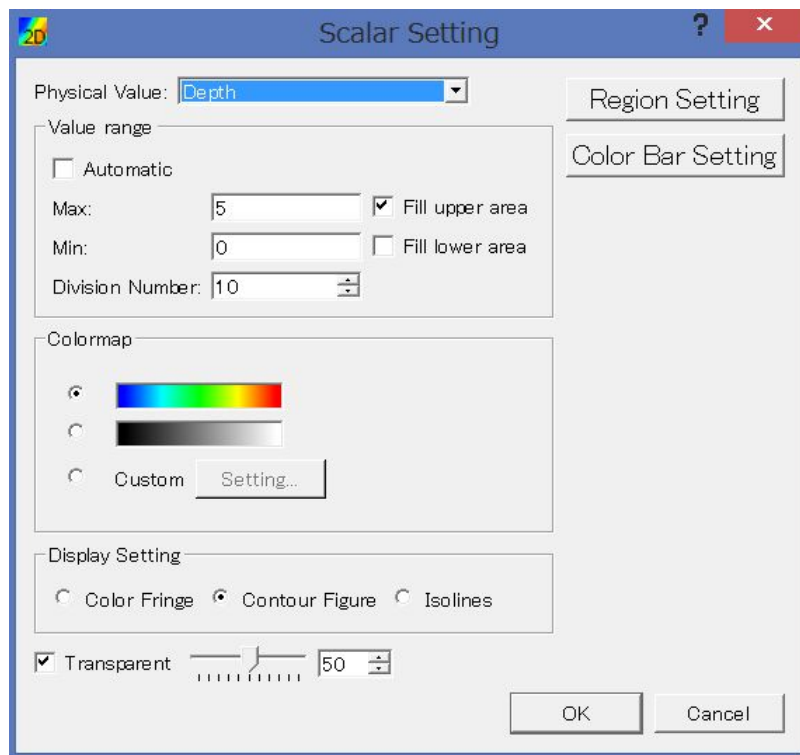 2D Scalar Setting ?
Physical Value: Depth
Region Setting
Value range
Color Bar Setting
Automatic
Max: 5 Fill upper area
Min: 0 Fill lower area
Division Number: 10
Colormap
Custom Setting...
Display Setting
Color Fringe Contour Figure Isolines
Transparent 50
OK Cancel